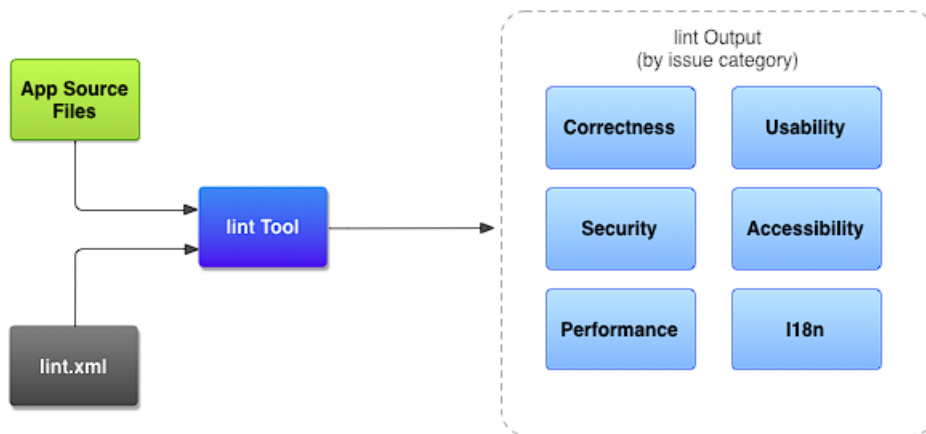 App Source
Files
lint Tool
lint.xml
lint Output
(by issue category)
Correctness
Usability
Security
Accessibility
Performance
I18n